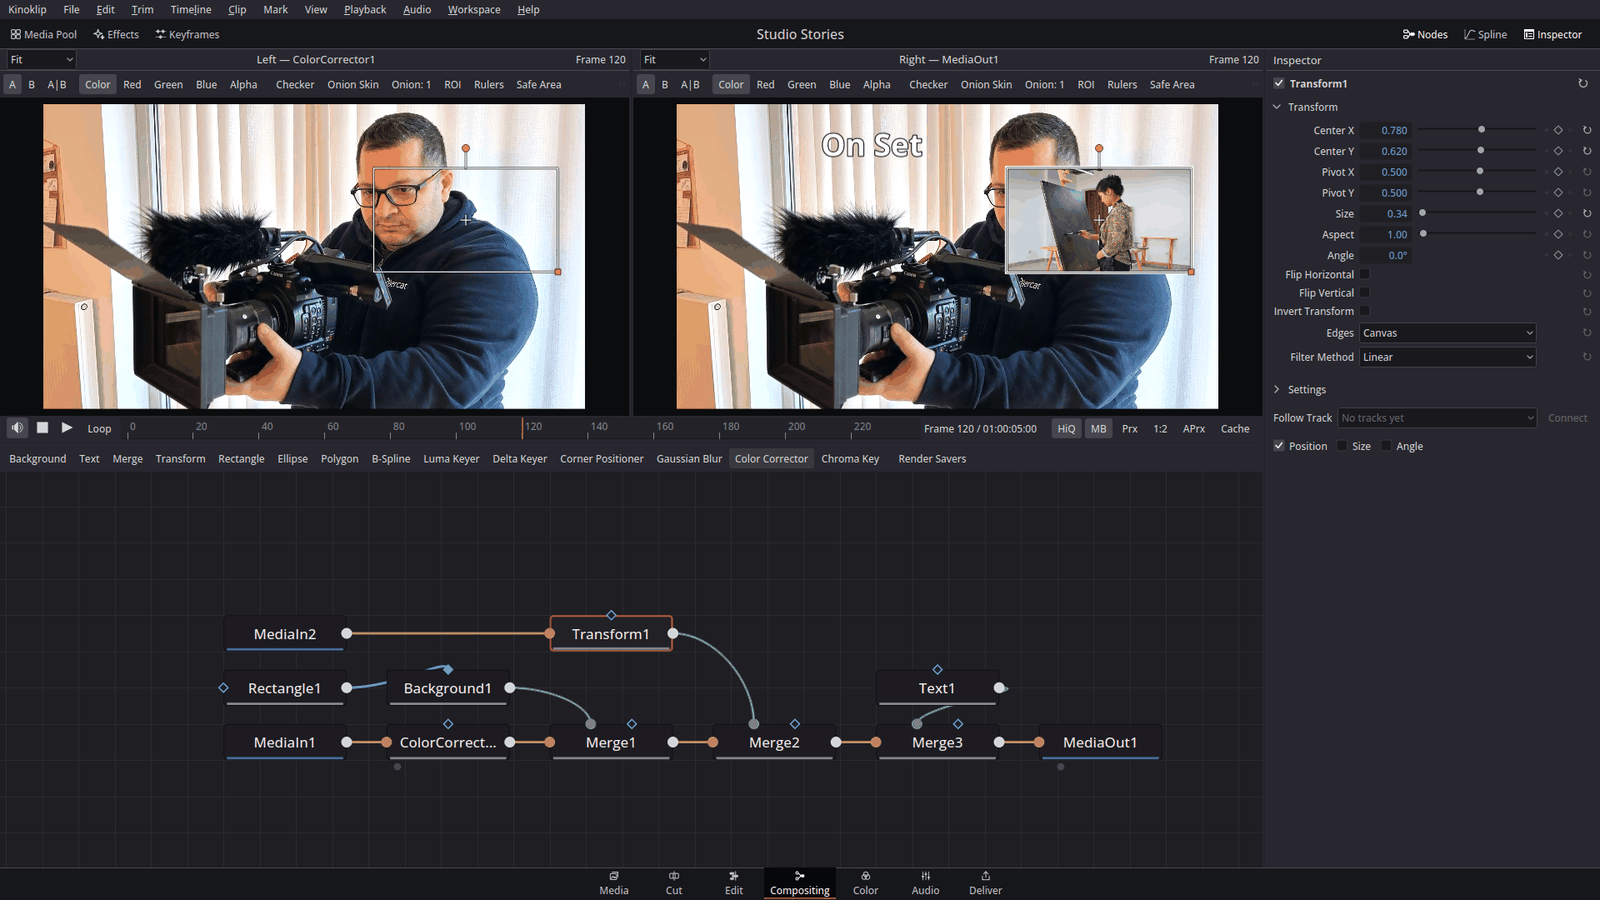 Kinoklip File Edit Trim Timeline Clip Mark View Playback Audio Workspace Help
Media Pool Effects Keyframes Studio Stories Nodes Spline Inspector
Fit Left — ColorCorrector1 Frame 120 Fit Right — MediaOut1 Frame 120 Inspector
A B A|B Color Red Green Blue Alpha Checker Onion Skin Onion: 1 ROI Rulers Safe Area A B A|B Color Red Green Blue Alpha Checker Onion Skin Onion: 1 ROI Rulers Safe Area Transform1
Transform
On Set
Center X 0.780
Center Y 0.620
Pivot X 0.500
Pivot Y 0.500
Size 0.34
Aspect 1.00
Angle 0.0°
Flip Horizontal
Flip Vertical
Invert Transform
Edges Canvas
Filter Method Linear
Settings
Follow Track No tracks yet Connect
Position Size Angle
Loop 0 20 40 60 80 100 120 140 160 180 200 220 Frame 120 / 01:00:05:00 HiQ MB Prx 1:2 APrx Cache
Background Text Merge Transform Rectangle Ellipse Polygon B-Spline Luma Keyer Delta Keyer Corner Positioner Gaussian Blur Color Corrector Chroma Key Render Savers
MediaIn2 Transform1
Rectangle1 Background1 Text1
MediaIn1 ColorCorrect... Merge1 Merge2 Merge3 MediaOut1
Media Cut Edit Compositing Color Audio Deliver